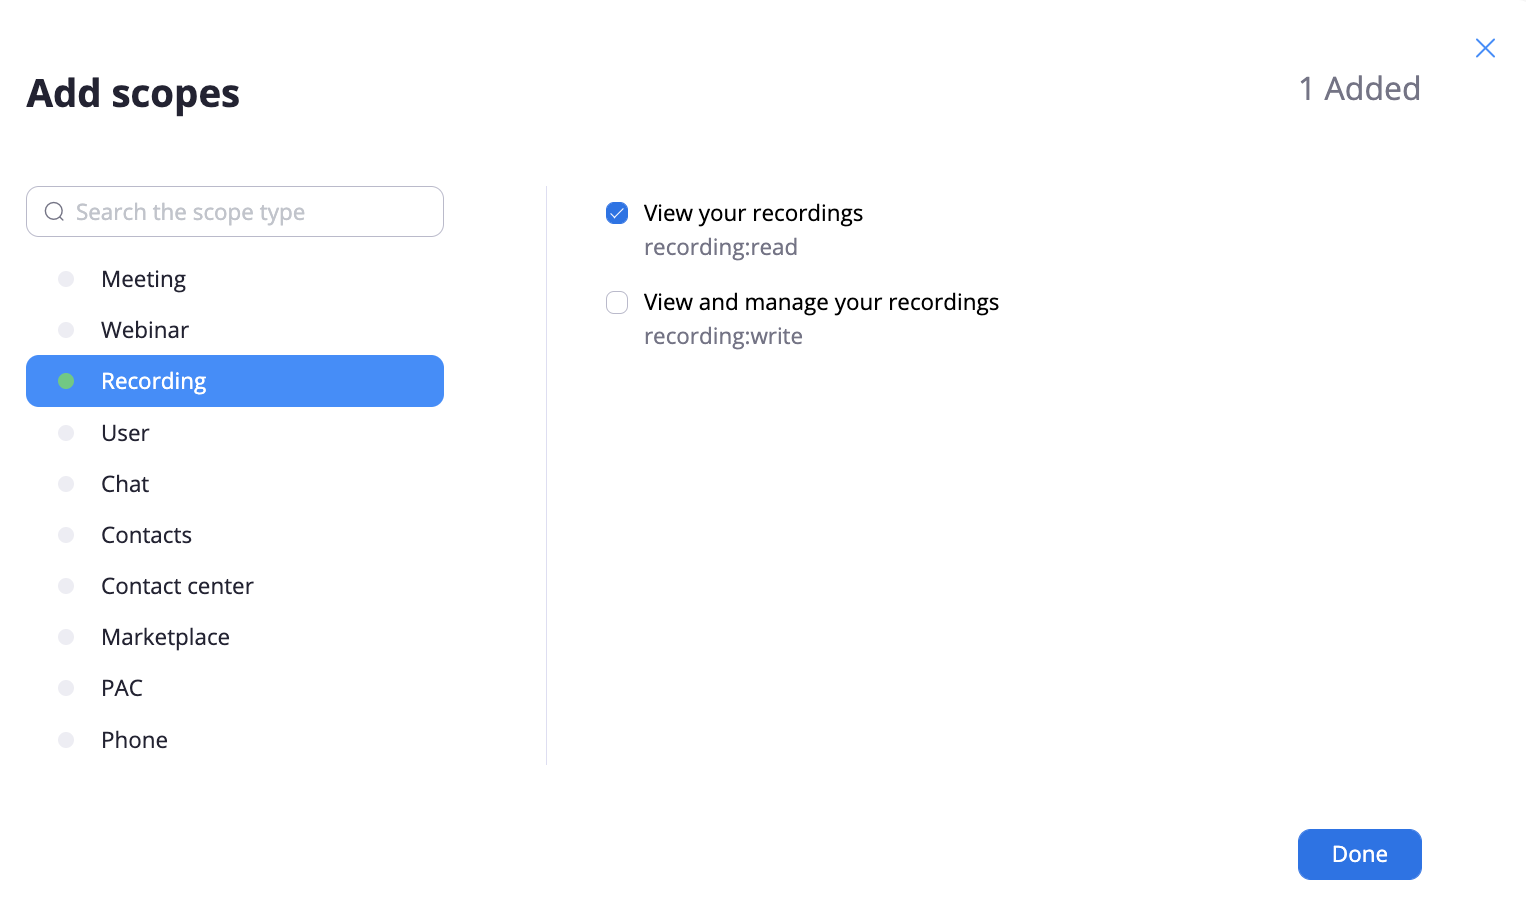 Add scopes
1 Added
Search the scope type
Meeting
Webinar
Recording
User
Chat
Contacts
Contact center
Marketplace
PAC
Phone
View your recordings
recording:read
View and manage your recordings
recording:write
Done